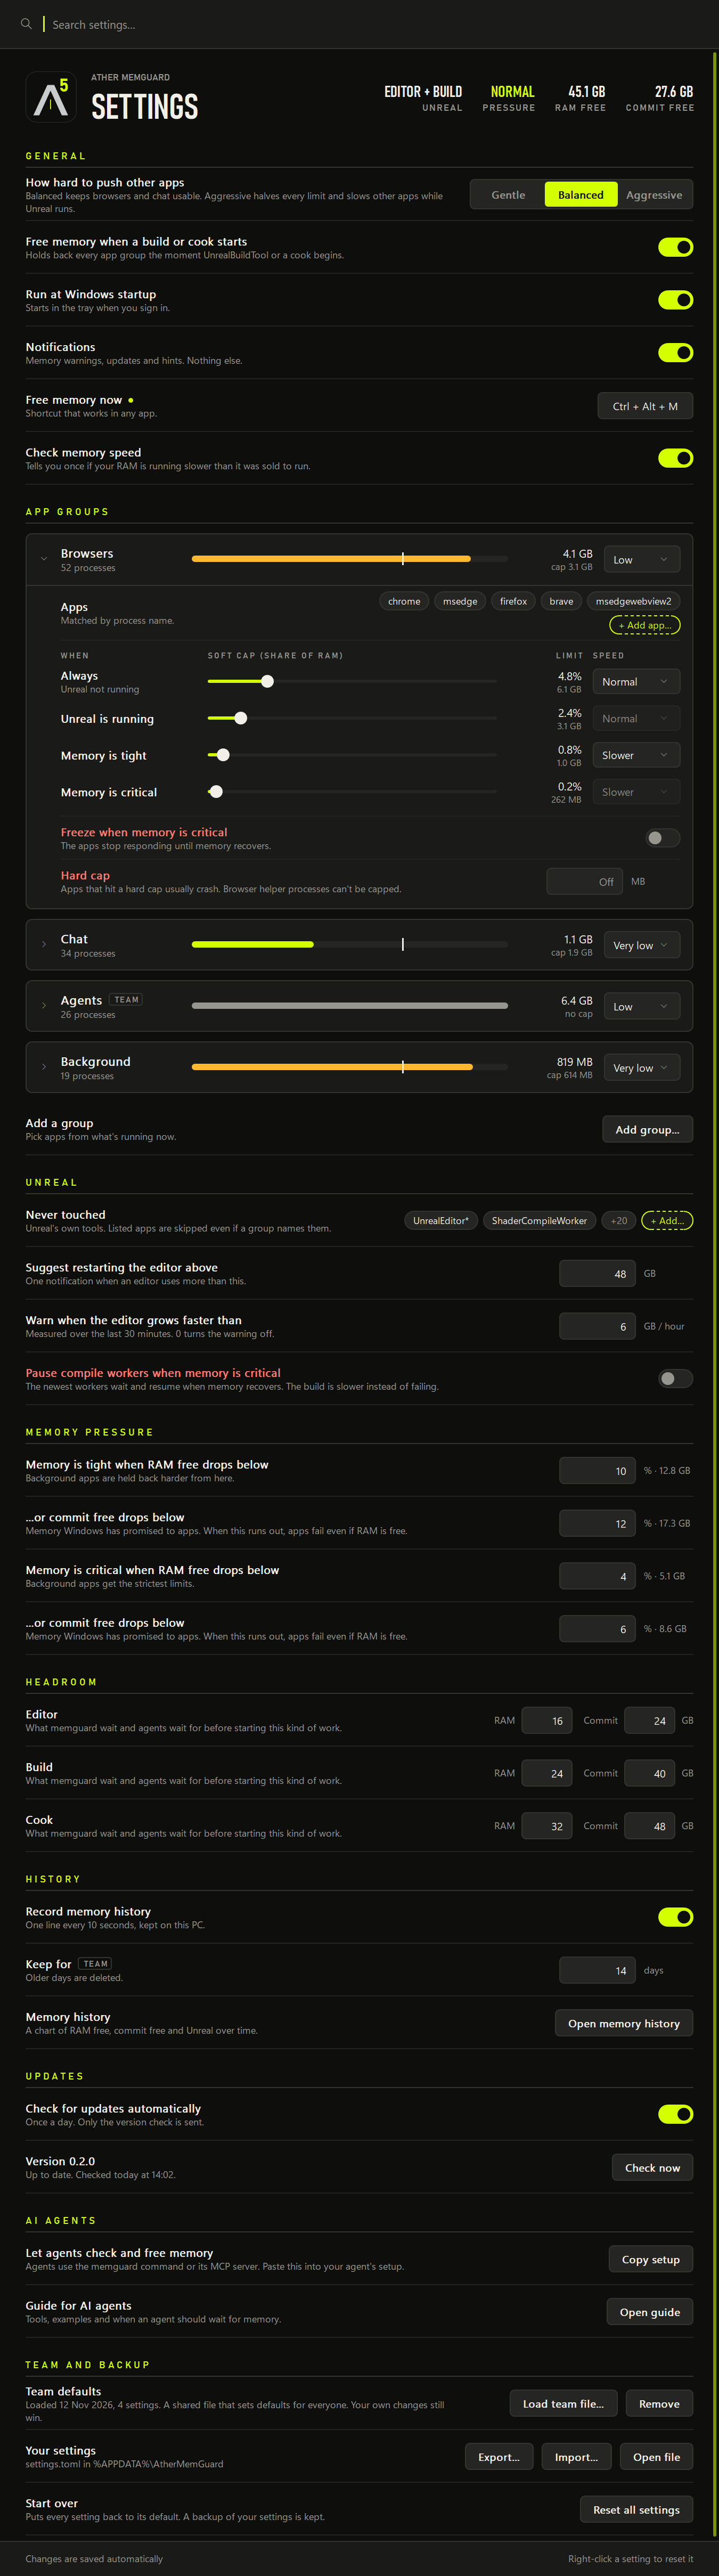 Search settings...
5
ATHER MEMGUARD
SETTINGS
EDITOR + BUILD
UNREAL
NORMAL
PRESSURE
45.1 GB
RAM FREE
27.6 GB
COMMIT FREE
GENERAL
How hard to push other apps
Balanced keeps browsers and chat usable. Aggressive halves every limit and slows other apps while
Unreal runs.
Gentle
Balanced
Aggressive
Free memory when a build or cook starts
Holds back every app group the moment UnrealBuildTool or a cook begins.
Run at Windows startup
Starts in the tray when you sign in.
Notifications
Memory warnings, updates and hints. Nothing else.
Free memory now
Shortcut that works in any app.
Ctrl + Alt + M
Check memory speed
Tells you once if your RAM is running slower than it was sold to run.
APP GROUPS
Browsers
52 processes
4.1 GB
cap 3.1 GB
Low
Apps
Matched by process name.
chrome
msedge
firefox
brave
msedgewebview2
+ Add app...
WHEN
SOFT CAP (SHARE OF RAM)
LIMIT
SPEED
Always
Unreal not running
4.8%
6.1 GB
Normal
Unreal is running
2.4%
3.1 GB
Normal
Memory is tight
0.8%
1.0 GB
Slower
Memory is critical
0.2%
262 MB
Slower
Freeze when memory is critical
The apps stop responding until memory recovers.
Hard cap
Apps that hit a hard cap usually crash. Browser helper processes can't be capped.
Off
MB
Chat
34 processes
1.1 GB
cap 1.9 GB
Very low
Agents
TEAM
26 processes
6.4 GB
no cap
Low
Background
19 processes
819 MB
cap 614 MB
Very low
Add a group
Pick apps from what's running now.
Add group...
UNREAL
Never touched
Unreal's own tools. Listed apps are skipped even if a group names them.
UnrealEditor*
ShaderCompileWorker
+20
+ Add...
Suggest restarting the editor above
One notification when an editor uses more than this.
48
GB
Warn when the editor grows faster than
Measured over the last 30 minutes. 0 turns the warning off.
6
GB / hour
Pause compile workers when memory is critical
The newest workers wait and resume when memory recovers. The build is slower instead of failing.
MEMORY PRESSURE
Memory is tight when RAM free drops below
Background apps are held back harder from here.
10
% · 12.8 GB
...or commit free drops below
Memory Windows has promised to apps. When this runs out, apps fail even if RAM is free.
12
% · 17.3 GB
Memory is critical when RAM free drops below
Background apps get the strictest limits.
4
% · 5.1 GB
...or commit free drops below
Memory Windows has promised to apps. When this runs out, apps fail even if RAM is free.
6
% · 8.6 GB
HEADROOM
Editor
What memguard wait and agents wait for before starting this kind of work.
RAM
16
Commit
24
GB
Build
What memguard wait and agents wait for before starting this kind of work.
RAM
24
Commit
40
GB
Cook
What memguard wait and agents wait for before starting this kind of work.
RAM
32
Commit
48
GB
HISTORY
Record memory history
One line every 10 seconds, kept on this PC.
Keep for
TEAM
Older days are deleted.
14
days
Memory history
A chart of RAM free, commit free and Unreal over time.
Open memory history
UPDATES
Check for updates automatically
Once a day. Only the version check is sent.
Version 0.2.0
Up to date. Checked today at 14:02.
Check now
AI AGENTS
Let agents check and free memory
Agents use the memguard command or its MCP server. Paste this into your agent's setup.
Copy setup
Guide for AI agents
Tools, examples and when an agent should wait for memory.
Open guide
TEAM AND BACKUP
Team defaults
Loaded 12 Nov 2026, 4 settings. A shared file that sets defaults for everyone. Your own changes still
win.
Load team file...
Remove
Your settings
settings.toml in %APPDATA%\AtherMemGuard
Export...
Import...
Open file
Start over
Puts every setting back to its default. A backup of your settings is kept.
Reset all settings
Changes are saved automatically
Right-click a setting to reset it